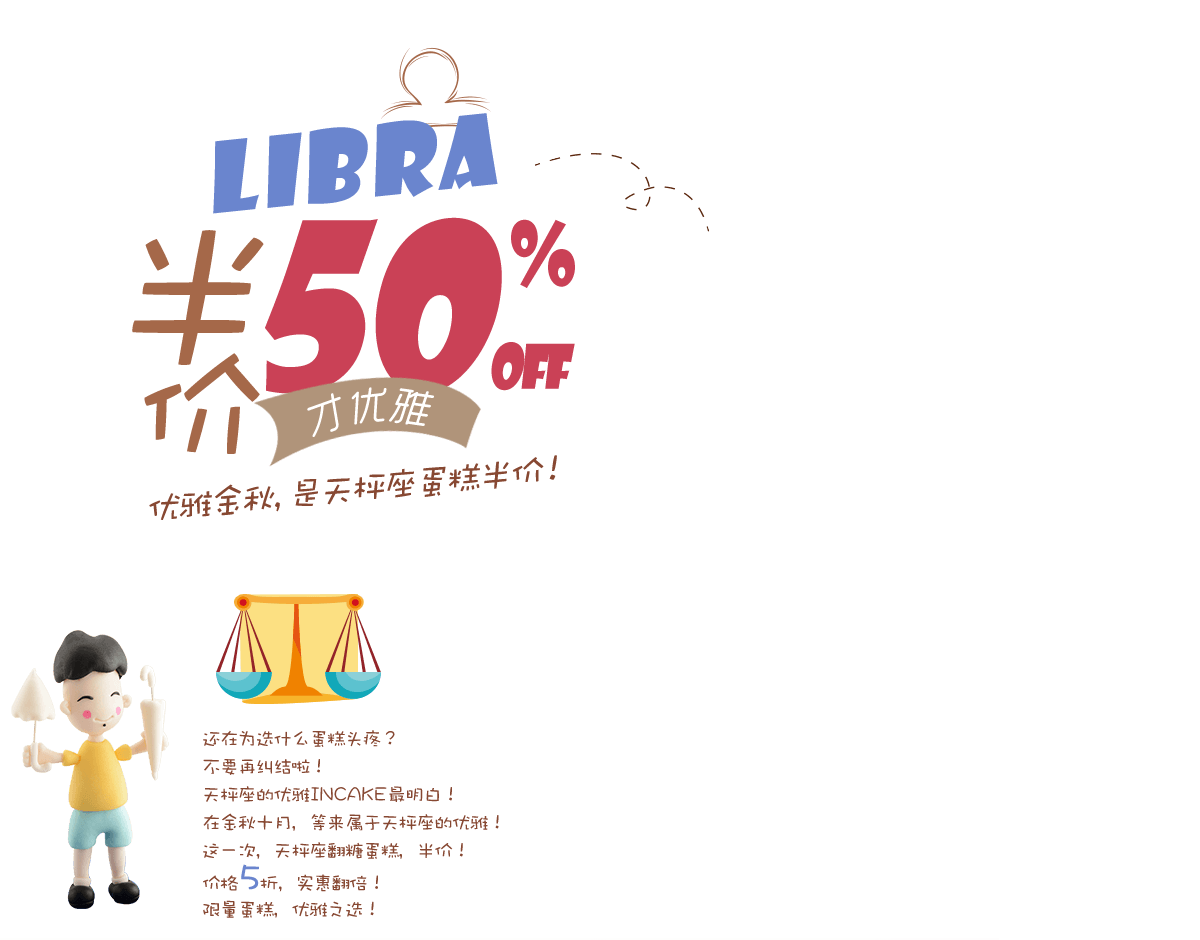 LIBRA
半价
50%
OFF
才优雅
优雅金秋,是天秤座蛋糕半价!
还在为选什么蛋糕头疼?
不要再纠结啦!
天秤座的优雅INCAKE最明白!
在金秋十月,等来属于天秤座的优雅!
这一次,天秤座翻糖蛋糕,半价!
价格5折,实惠翻倍!
限量蛋糕,优雅之选!